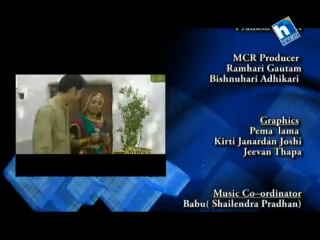 MCR Producer
Ramhari Gautam
Bishnuhari Adhikari
Graphics
Pema lama
Kirti Janardan Joshi
Jeevan Thapa
Music Co-ordinator
Babu( Shailendra Pradhan)